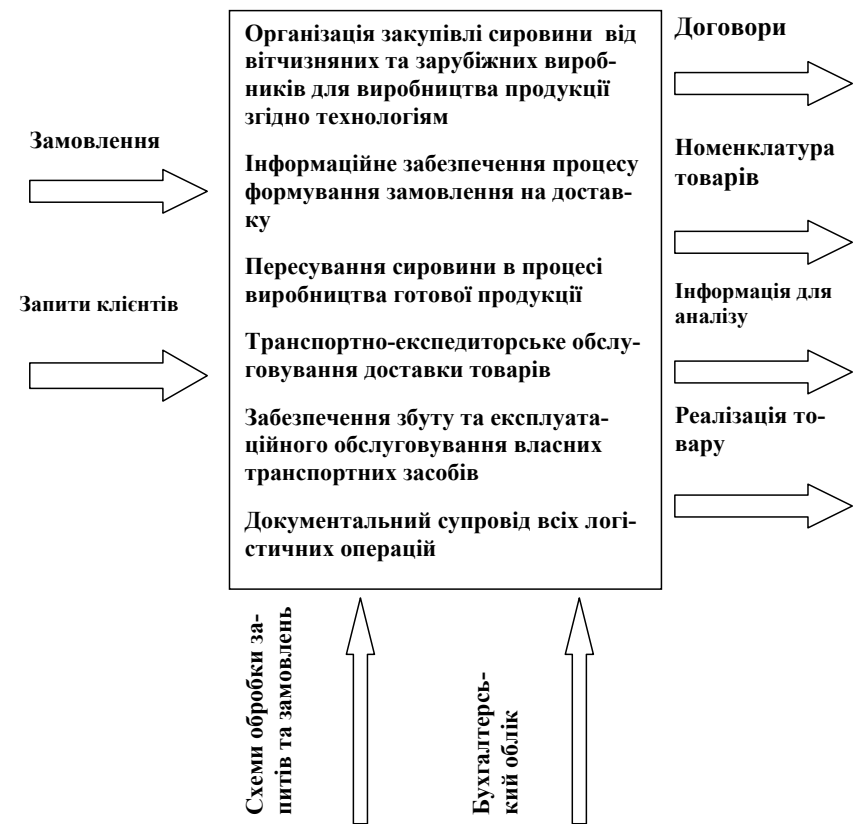 Замовлення
Запити клієнтів
Організація закупівлі сировини від
вітчизняних та зарубіжних вироб-
ників для виробництва продукції
згідно технологіям
Інформаційне забезпечення процесу
формування замовлення на достав-
ку
Пересування сировини в процесі
виробництва готової продукції
Транспортно-експедиторське обслу-
говування доставки товарів
Забезпечення збуту та експлуата-
ційного обслуговування власних
транспортних засобів
Документальний супровід всіх логі-
стичних операцій
Договори
Номенклатура
товарів
Інформація для
аналізу
Реалізація то-
вару
Схеми обробки за-
питів та замовлень
Бухгалтерсь-
кий облік